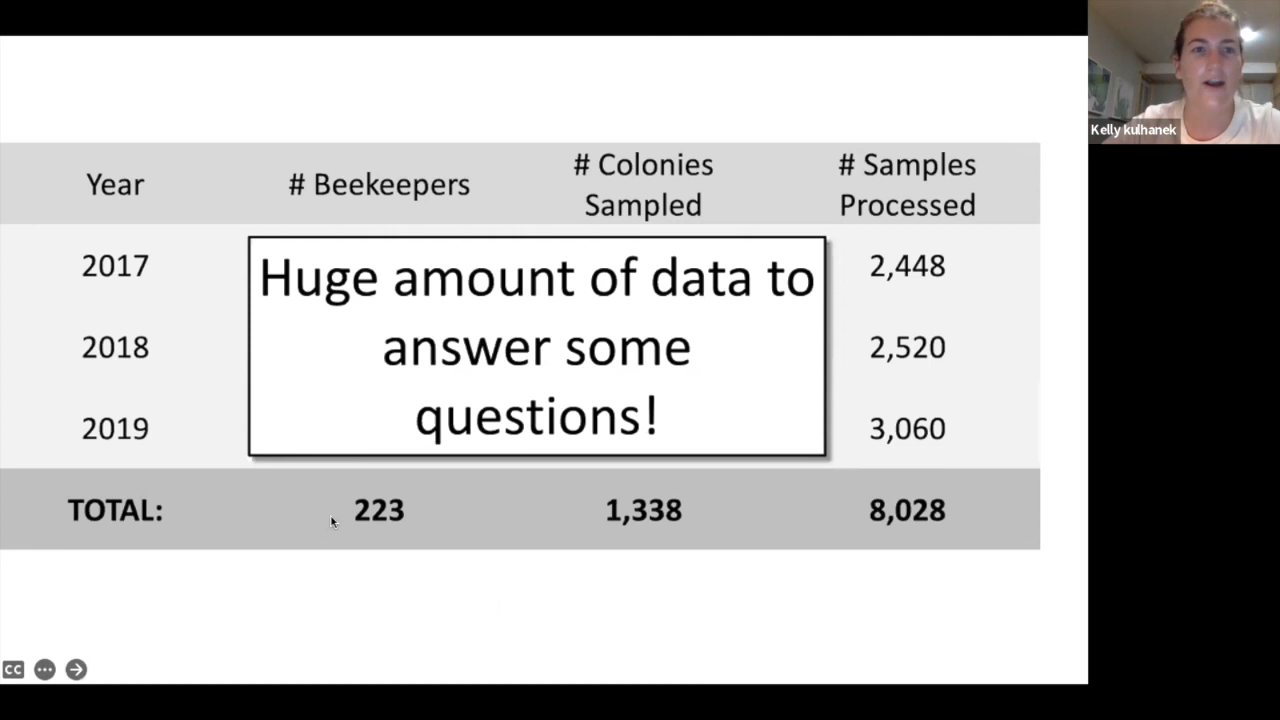 Kelly kulhanek
Year
# Beekeepers
# Colonies
Sampled
# Samples
Processed
2017
2,448
2018
2,520
2019
3,060
Huge amount of data to
answer some
questions!
TOTAL:
223
1,338
8,028
CC